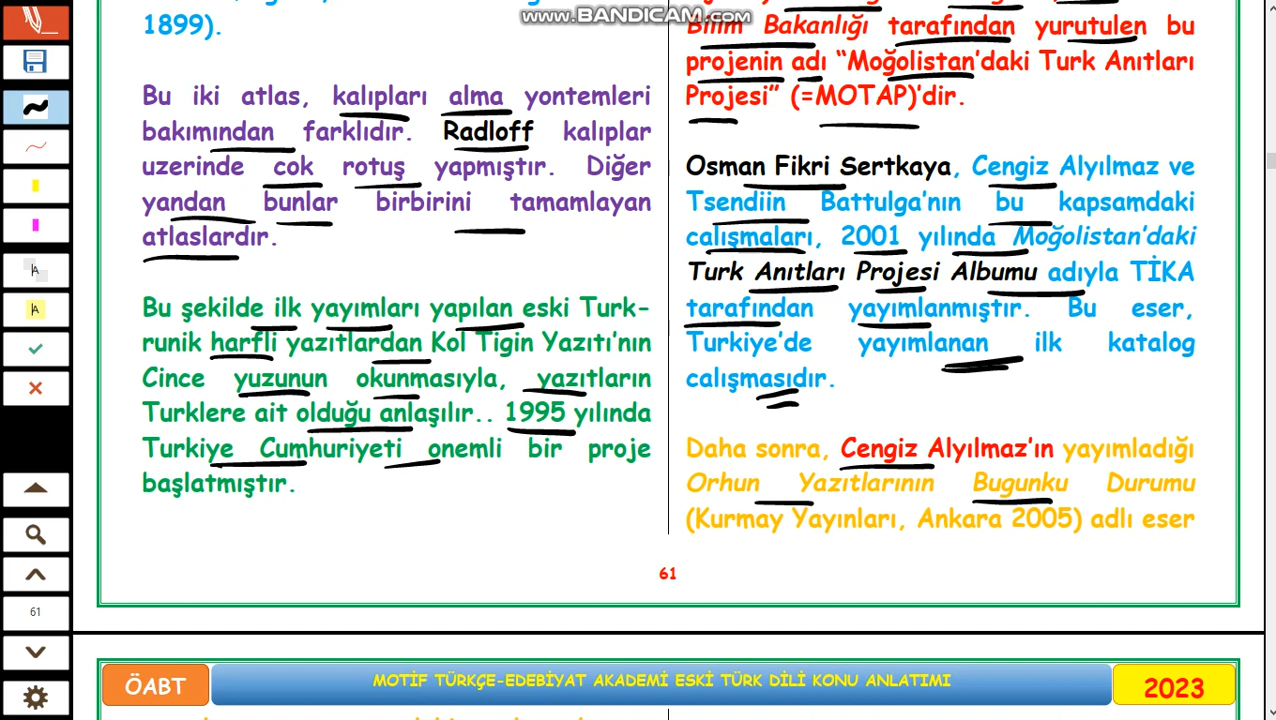 www.BANDICAM.com
1899).
Bu iki atlas, kalıpları alma yontemleri
bakımından farklıdır. Radloff kalıplar
uzerinde cok rotuş yapmıştır. Diğer
yandan bunlar birbirini tamamlayan
atlaslardır.
Bu şekilde ilk yayımları yapılan eski Turk-
runik harfli yazıtlardan Kol Tigin Yazıtı’nın
Cince yuzunun okunmasıyla, yazıtların
Turklere ait olduğu anlaşılır.. 1995 yılında
Turkiye Cumhuriyeti onemli bir proje
başlatmıştır.
Bilim Bakanlığı tarafından yurutulen bu
projenin adı “Moğolistan’daki Turk Anıtları
Projesi” (=MOTAP)’dir.
Osman Fikri Sertkaya, Cengiz Alyılmaz ve
Tsendiin Battulga’nın bu kapsamdaki
calışmaları, 2001 yılında Moğolistan’daki
Turk Anıtları Projesi Albumu adıyla TİKA
tarafından yayımlanmıştır. Bu eser,
Turkiye’de yayımlanan ilk katalog
calışmasıdır.
Daha sonra, Cengiz Alyılmaz’ın yayımladığı
Orhun Yazıtlarının Bugunku Durumu
(Kurmay Yayınları, Ankara 2005) adlı eser
61
61
ÖABT
MOTİF TÜRKÇE-EDEBİYAT AKADEMİ ESKİ TÜRK DİLİ KONU ANLATIMI
2023